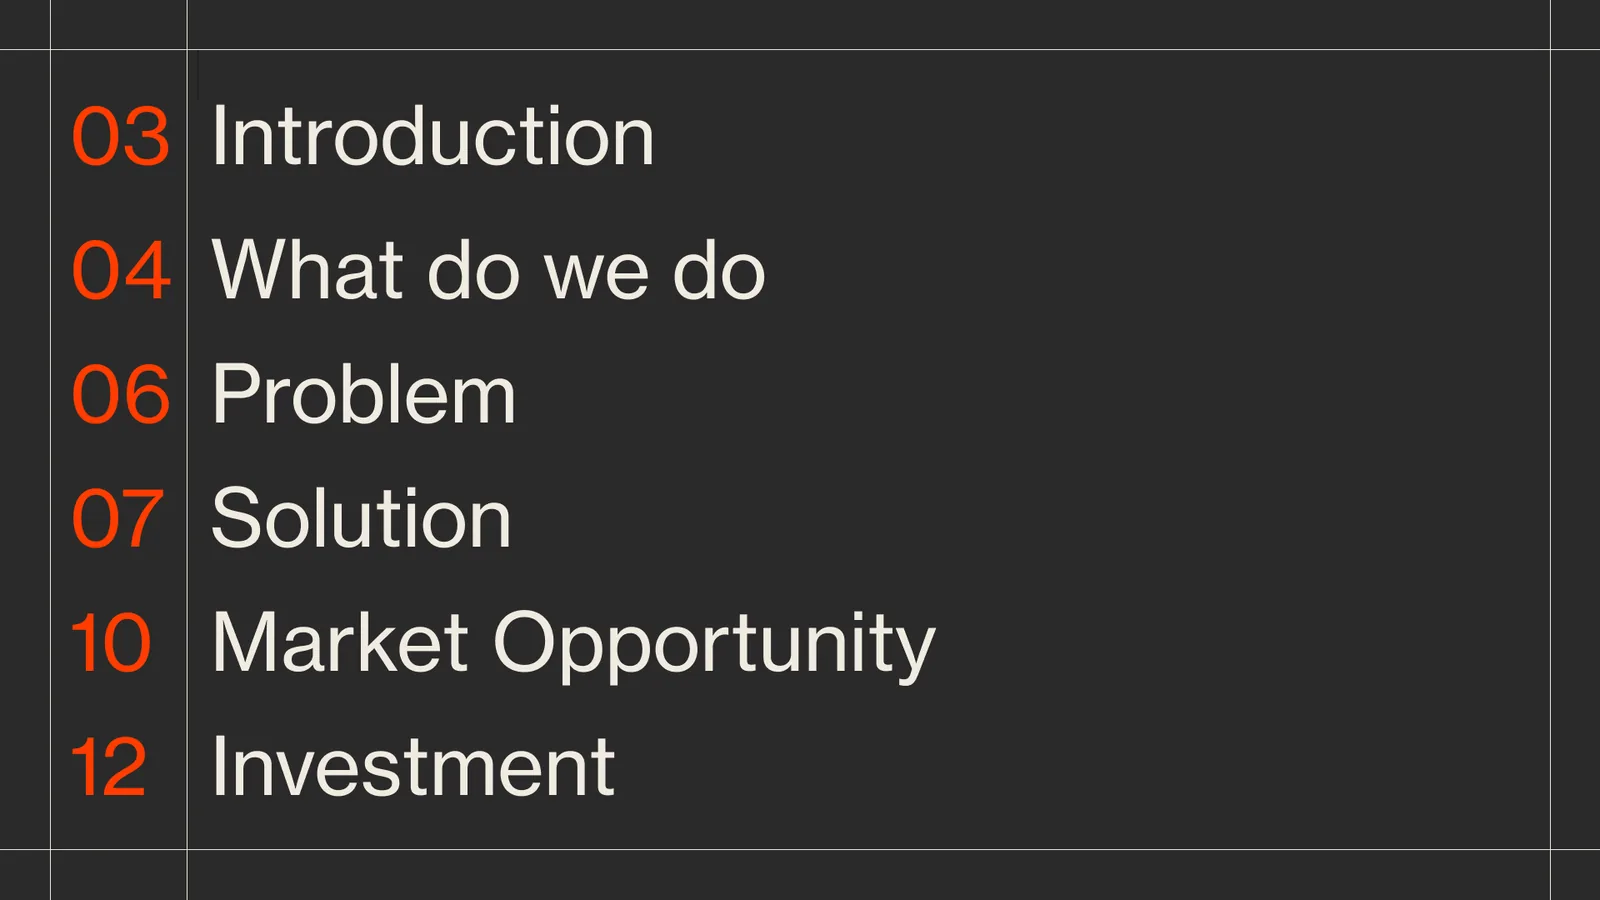 03 Introduction
04 What do we do
06 Problem
07 Solution
10 Market Opportunity
12 Investment